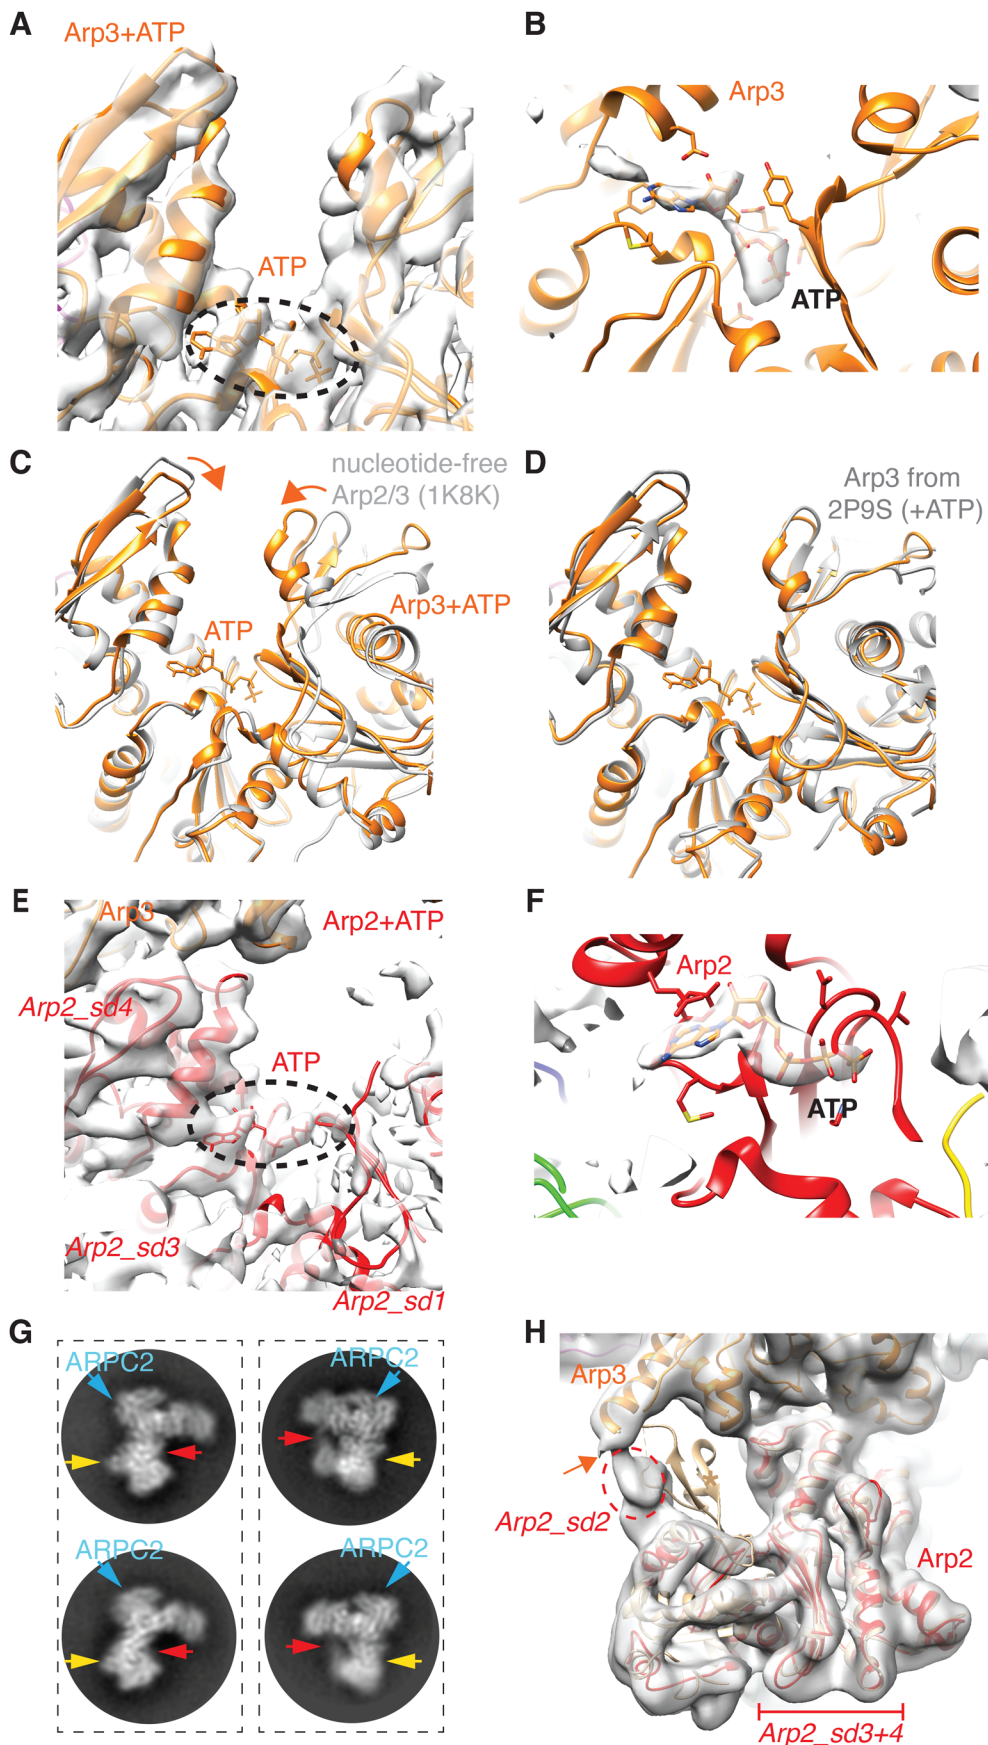 A
Arp3+ATP
ATP
B
Arp3
ATP
C
nucleotide-free
Arp2/3 (1K8K)
ATP
Arp3+ATP
D
Arp3 from
2P9S (+ATP)
E
Arp3
Arp2+ATP
Arp2_sd4
ATP
Arp2_sd3
Arp2_sd1
F
Arp2
ATP
G
ARPC2
ARPC2
ARPC2
ARPC2
H
Arp3
Arp2_sd2
Arp2
Arp2_sd3+4